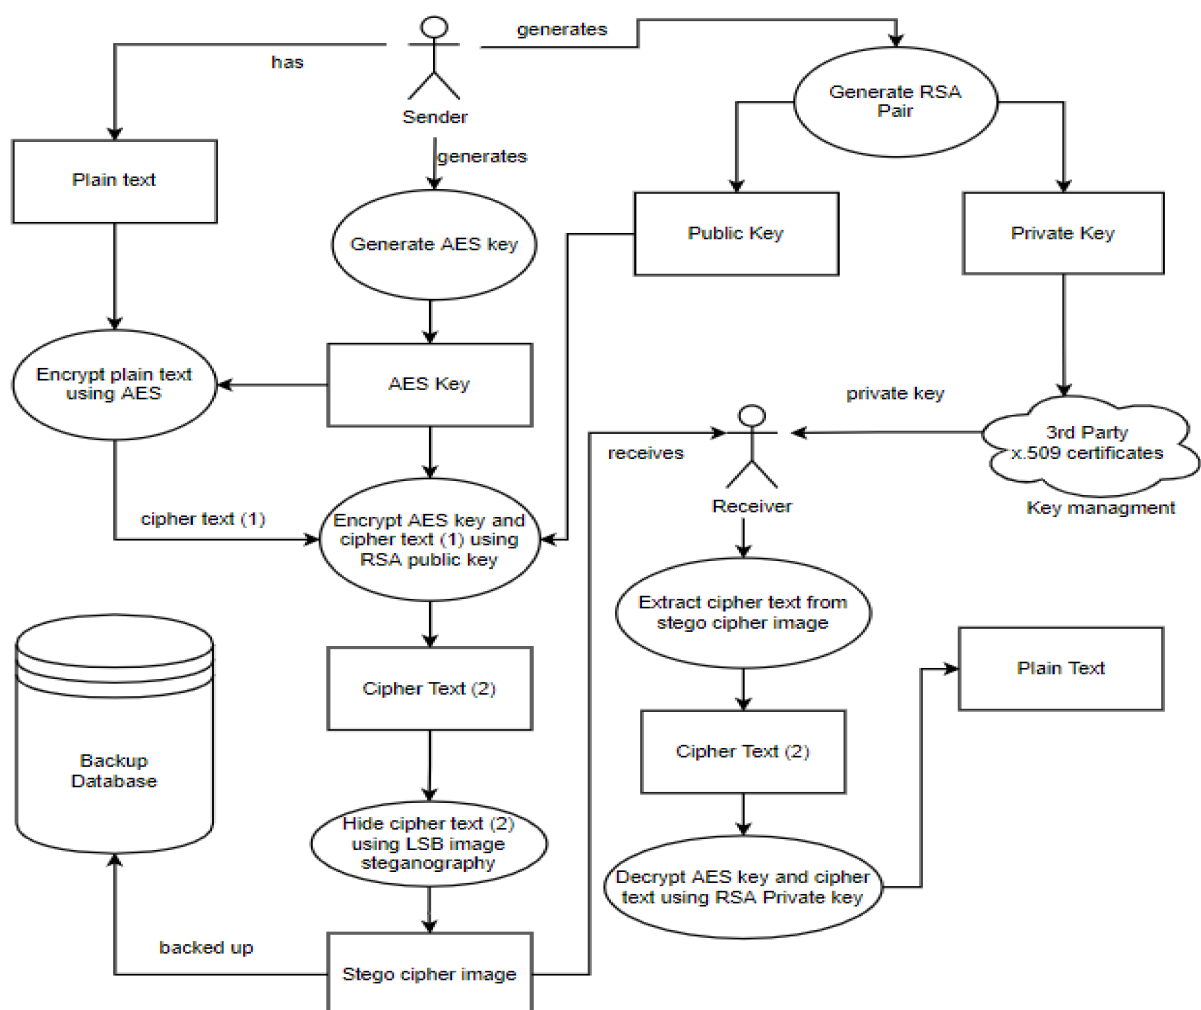 generates
has
Generate RSA
Pair
Sender
generates
Plain text
Public Key
Private Key
Generate AES key
Encrypt plain text
using AES
AES Key
private key
3rd Party
x.509 certificates
receives
Key managment
Receiver
cipher text (1)
Encrypt AES key and
cipher text (1) using
RSA public key
Extract cipher text from
stego cipher image
Plain Text
Cipher Text (2)
Cipher Text (2)
Backup
Database
Hide cipher text (2)
using LSB image
steganography
Decrypt AES key and cipher
text using RSA Private key
backed up
Stego cipher image